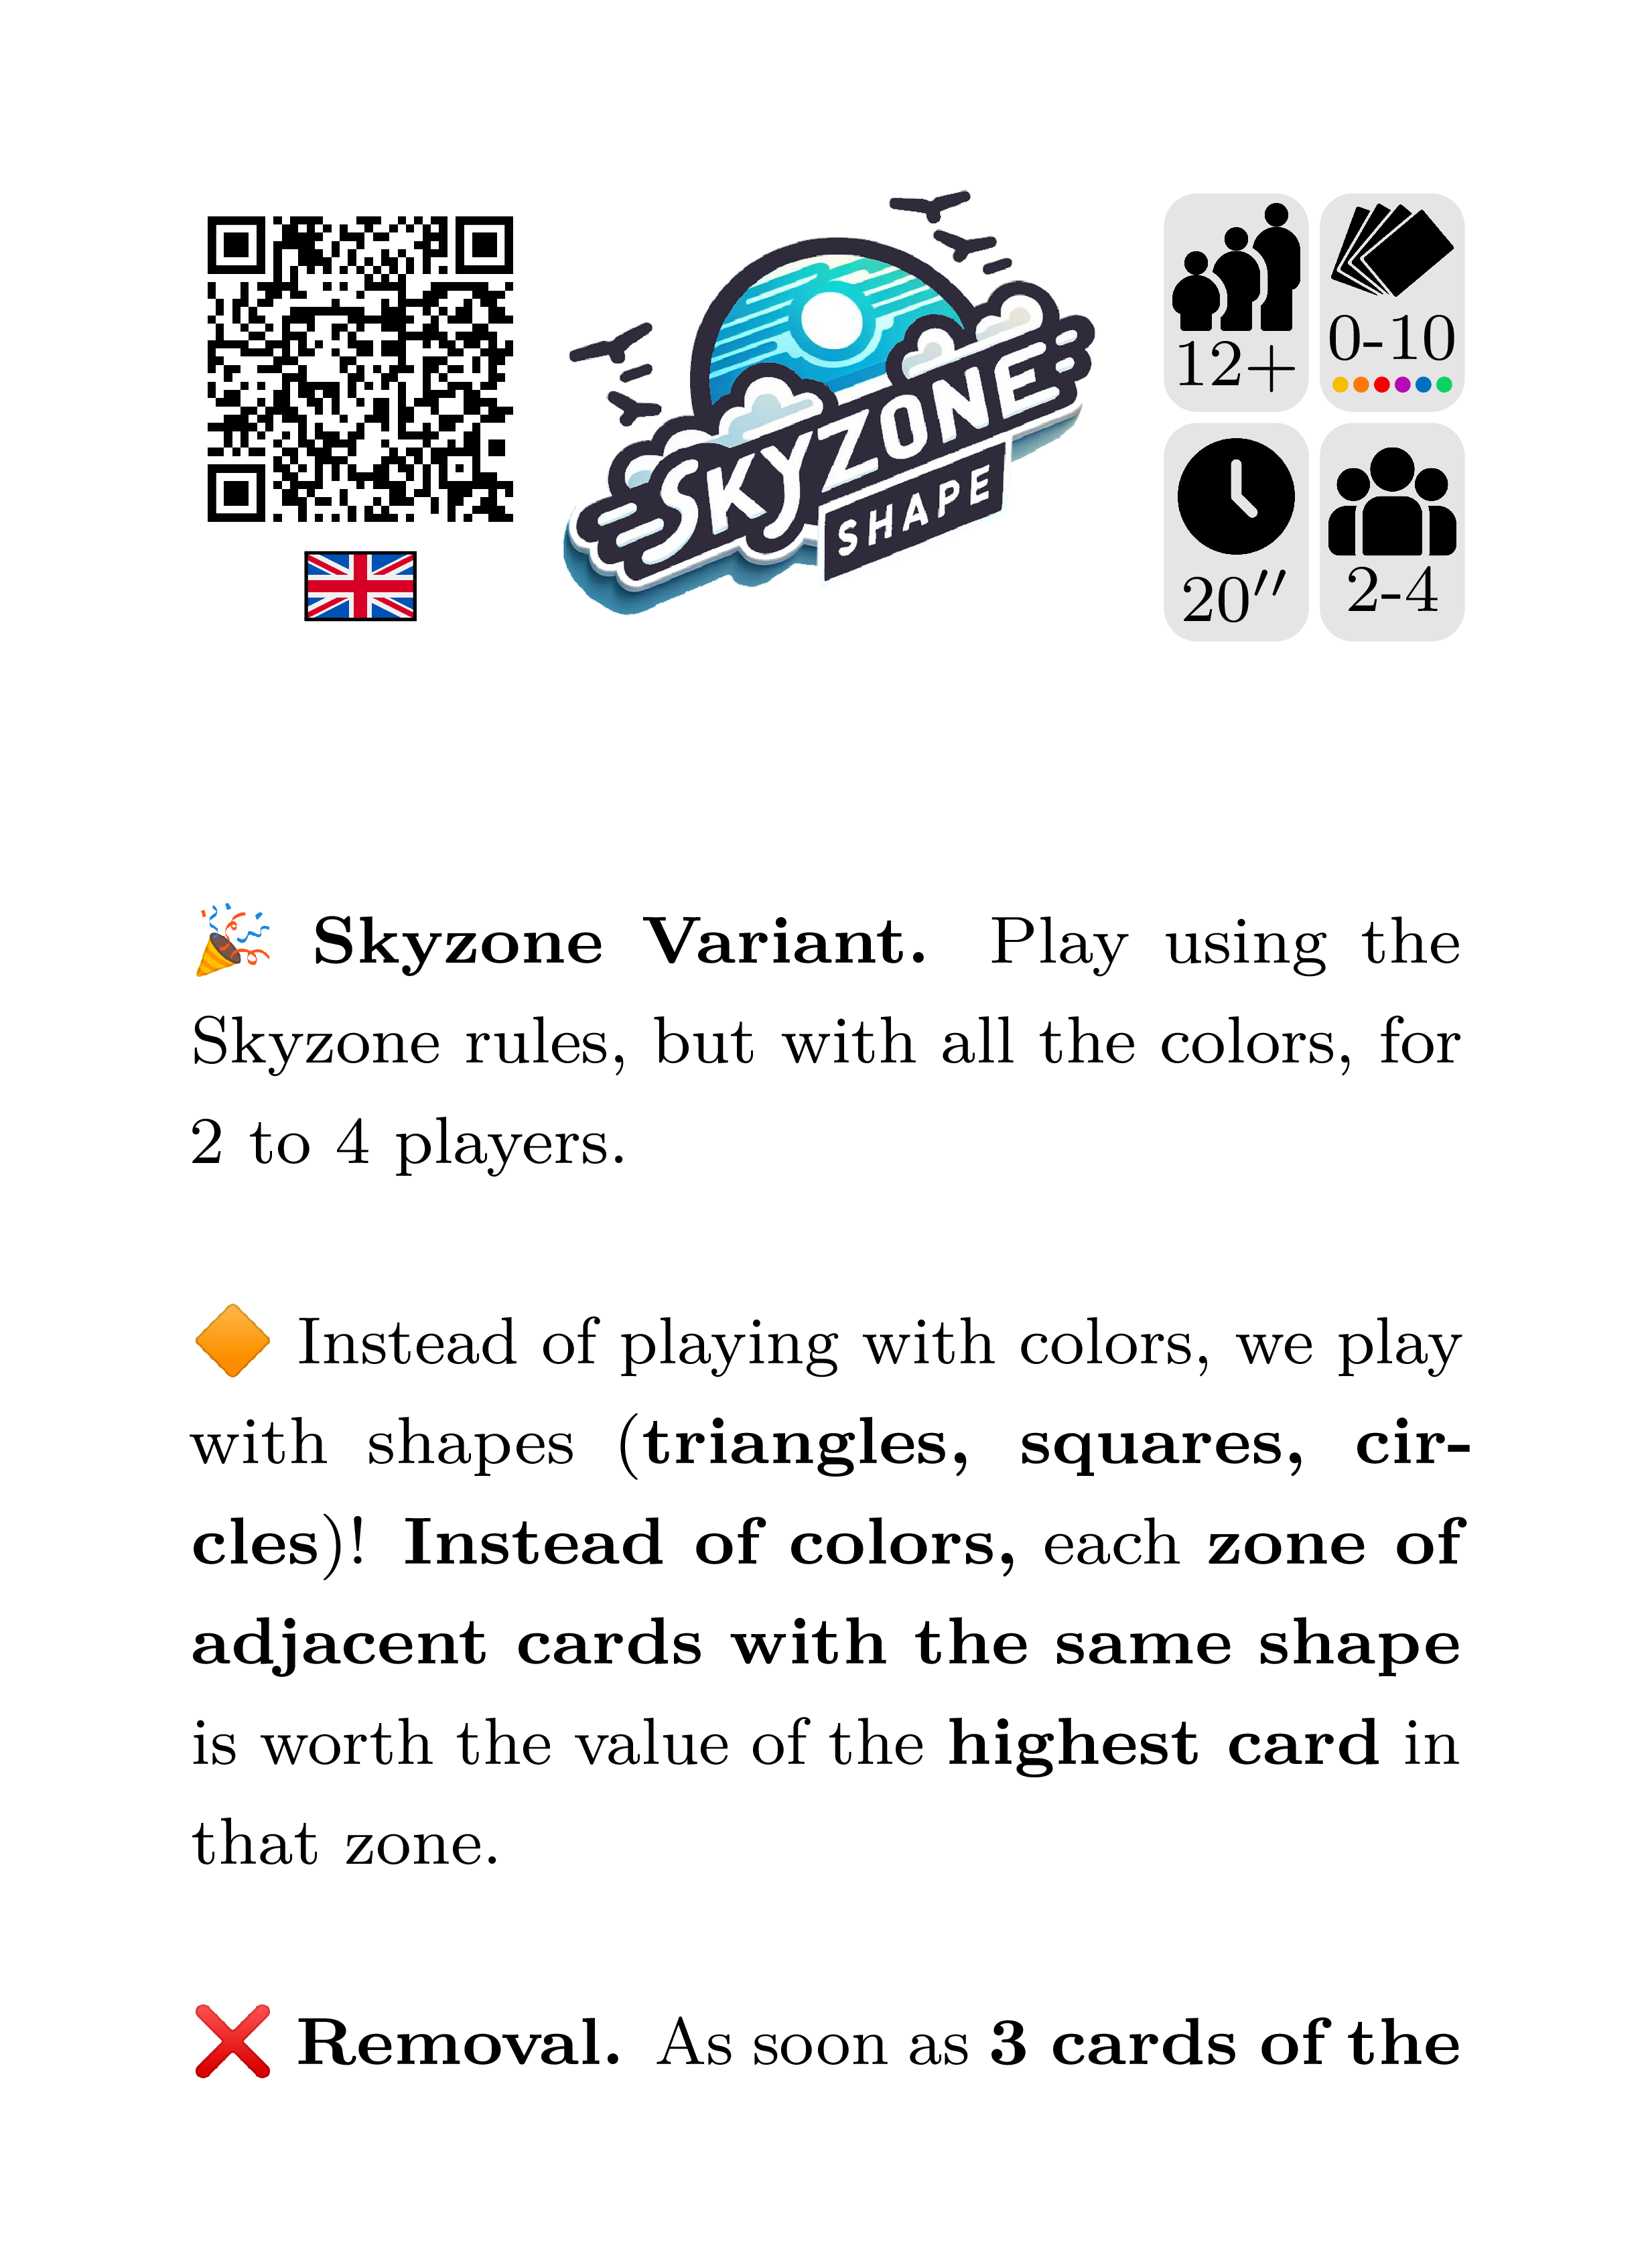 SKYZONE
SHAPE
12+
0-10
20′′
2-4
🎉 Skyzone Variant. Play using the
Skyzone rules, but with all the colors, for
2 to 4 players.
🔶 Instead of playing with colors, we play
with shapes (triangles, squares, cir-
cles)! Instead of colors, each zone of
adjacent cards with the same shape
is worth the value of the highest card in
that zone.
❌ Removal. As soon as 3 cards of the